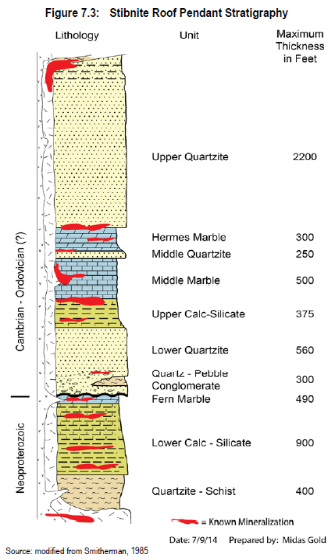 Figure 7.3: Stibnite Roof Pendant Stratigraphy
Lithology Unit Maximum
Thickness
in Feet
Upper Quartzite 2200
Hermes Marble 300
Middle Quartzite 250
Middle Marble 500
Upper Calc-Silicate 375
Lower Quartzite 560
Quartz - Pebble
Conglomerate 300
Fern Marble 490
Lower Calc - Silicate 900
Quartzite - Schist 400
Cambrian - Ordovician (?)
Neoproterozoic
= Known Mineralization
Date: 7/9/14 Prepared by: Midas Gold
Source: modified from Smitherman, 1985